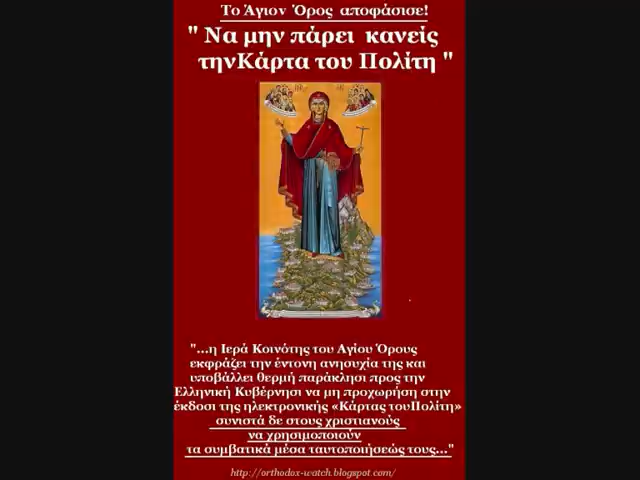 Το Άγιον Όρος αποφάσισε!
" Να μην πάρει κανείς
τηνΚάρτα του Πολίτη "
"...η Ιερά Κοινότης του Αγίου Όρους
εκφράζει την έντονη ανησυχία της και
υποβάλλει θερμή παράκλησι προς την
Ελληνική Κυβέρνησι να μη προχωρήση στην
έκδοσι της ηλεκτρονικής «Κάρτας τουΠολίτη»
συνιστά δε στους χριστιανούς
να χρησιμοποιούν
τα συμβατικά μέσα ταυτοποιήσεώς τους..."
http://orthodox-watch.blogspot.com/